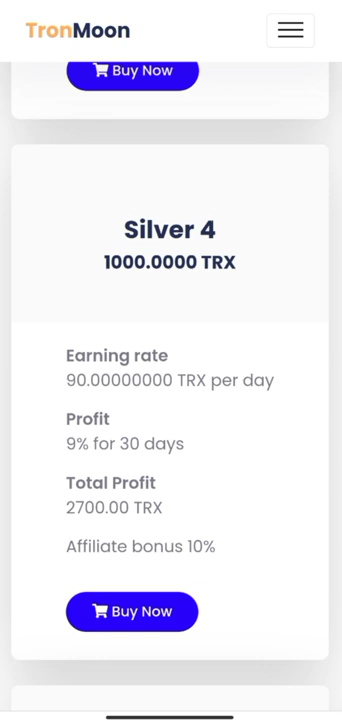 TronMoon
Buy Now
Silver 4
1000.0000 TRX
Earning rate
90.00000000 TRX per day
Profit
9% for 30 days
Total Profit
2700.00 TRX
Affiliate bonus 10%
Buy Now